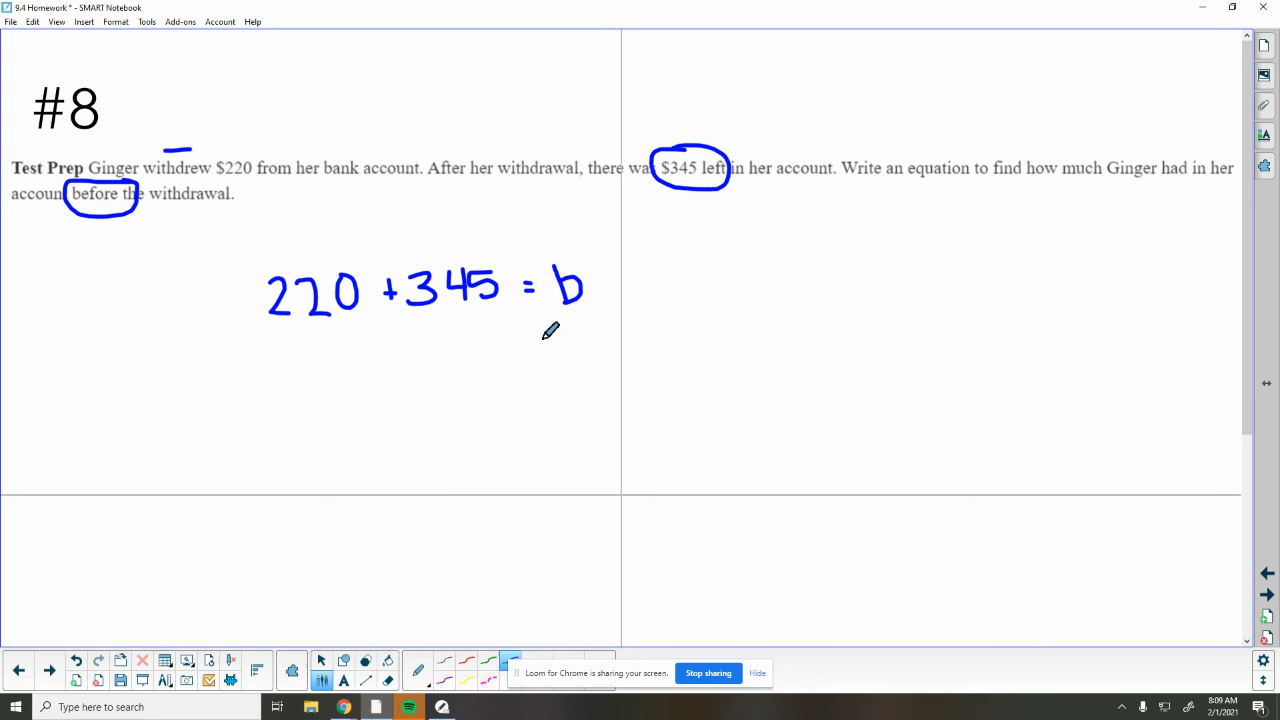 9.4 Homework * - SMART Notebook
File Edit View Insert Format Tools Add-ons Account Help
#8
Test Prep Ginger withdrew $220 from her bank account. After her withdrawal, there was $345 left in her account. Write an equation to find how much Ginger had in her
accoun before the withdrawal.
220 + 345 = b
Loom for Chrome is sharing your screen. Stop sharing Hide
Type here to search
8:09 AM
2/1/2021